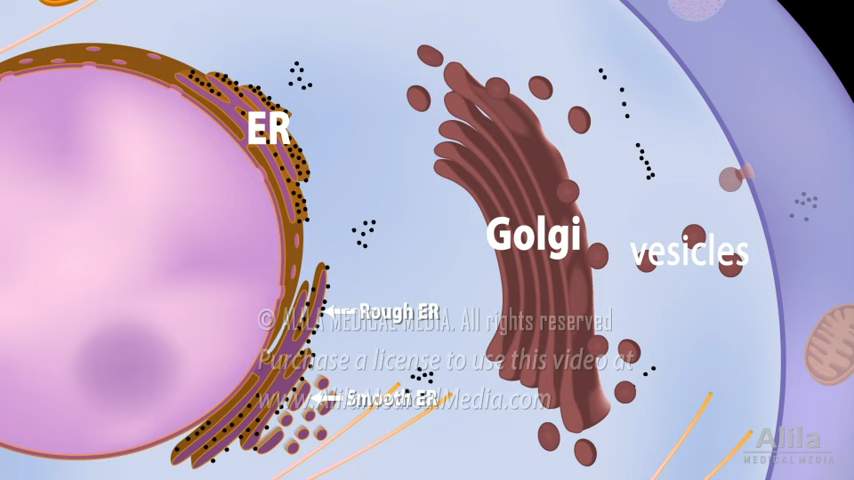 ER
Golgi
vesicles
Rough ER
© ALILA MEDICAL MEDIA. All rights reserved
Purchase a license to use this video at
Smooth ER
www.AlilaMedicalMedia.com
Alila
MEDICAL MEDIA